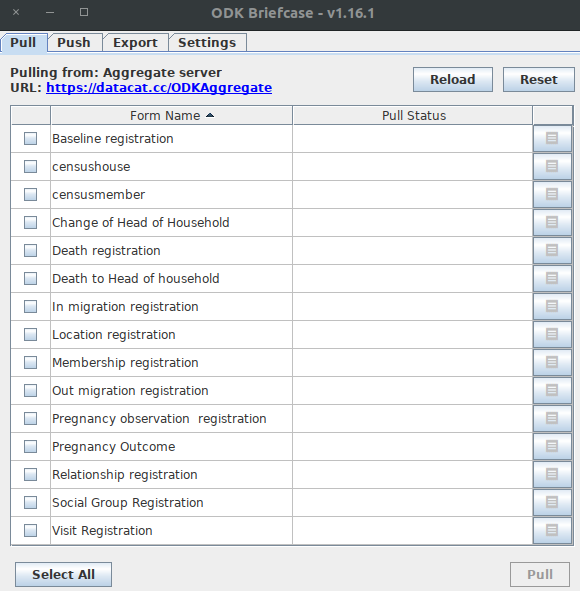 ODK Briefcase - v1.16.1
Pull Push Export Settings
Pulling from: Aggregate server
URL: https://datacat.cc/ODKAggregate
Reload Reset
Form Name Pull Status
Baseline registration
censushouse
censusmember
Change of Head of Household
Death registration
Death to Head of household
In migration registration
Location registration
Membership registration
Out migration registration
Pregnancy observation  registration
Pregnancy Outcome
Relationship registration
Social Group Registration
Visit Registration
Select All Pull